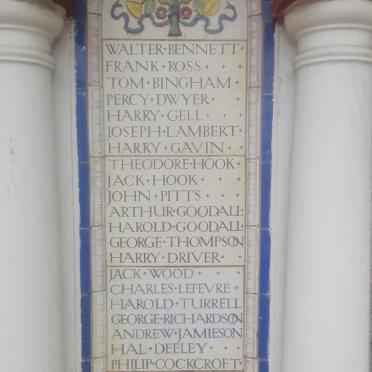 WALTER·BENNETT·
FRANK·ROSS·
TOM·BINGHAM·
PERCY·DWYER·
HARRY·GELL·
JOSEPH·LAMBERT·
HARRY·GAVIN·
THEODORE·HOOK·
JACK·HOOK·
JOHN·PITTS·
ARTHUR·GOODALL·
HAROLD·GOODALL·
GEORGE·THOMPSON
HARRY·DRIVER·
JACK·WOOD·
CHARLES·LEFEVRE·
HAROLD·TURRELL
GEORGE·RICHARDSON
ANDREW·JAMIESON
HAL·DEELEY·
PHILIP·COCKCROFT·